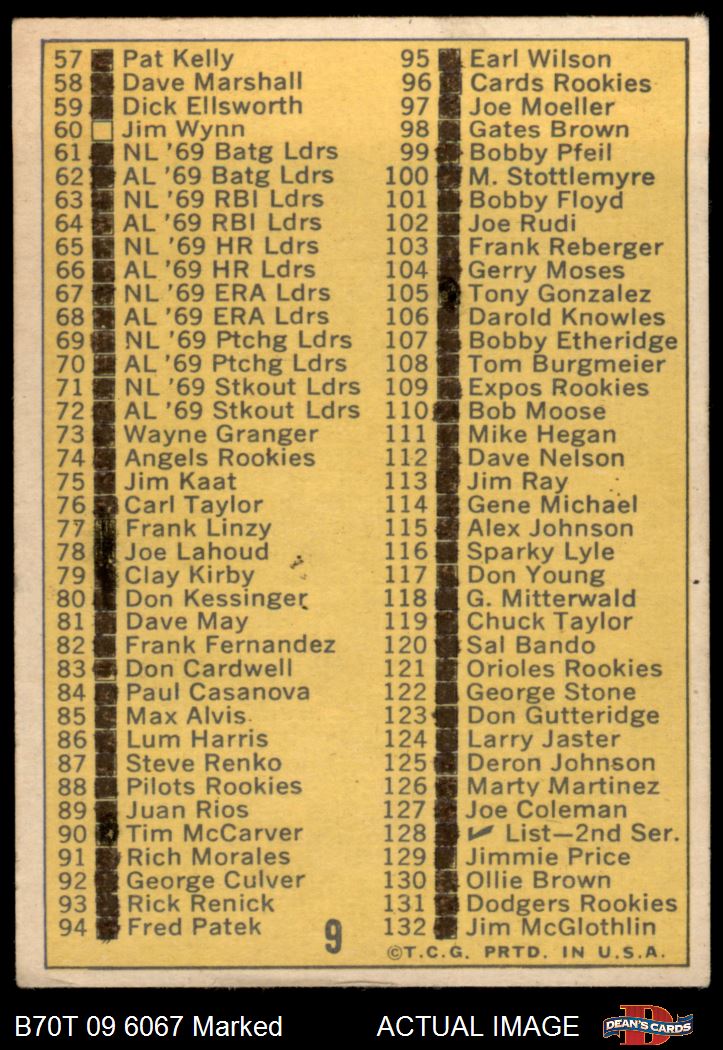 57 Pat Kelly
58 Dave Marshall
59 Dick Ellsworth
60 Jim Wynn
61 NL '69 Batg Ldrs
62 AL '69 Batg Ldrs
63 NL '69 RBI Ldrs
64 AL '69 RBI Ldrs
65 NL '69 HR Ldrs
66 AL '69 HR Ldrs
67 NL '69 ERA Ldrs
68 AL '69 ERA Ldrs
69 NL '69 Ptchg Ldrs
70 AL '69 Ptchg Ldrs
71 NL '69 Stkout Ldrs
72 AL '69 Stkout Ldrs
73 Wayne Granger
74 Angels Rookies
75 Jim Kaat
76 Carl Taylor
77 Frank Linzy
78 Joe Lahoud
79 Clay Kirby
80 Don Kessinger
81 Dave May
82 Frank Fernandez
83 Don Cardwell
84 Paul Casanova
85 Max Alvis
86 Lum Harris
87 Steve Renko
88 Pilots Rookies
89 Juan Rios
90 Tim McCarver
91 Rich Morales
92 George Culver
93 Rick Renick
94 Fred Patek
95 Earl Wilson
96 Cards Rookies
97 Joe Moeller
98 Gates Brown
99 Bobby Pfeil
100 M. Stottlemyre
101 Bobby Floyd
102 Joe Rudi
103 Frank Reberger
104 Gerry Moses
105 Tony Gonzalez
106 Darold Knowles
107 Bobby Etheridge
108 Tom Burgmeier
109 Expos Rookies
110 Bob Moose
111 Mike Hegan
112 Dave Nelson
113 Jim Ray
114 Gene Michael
115 Alex Johnson
116 Sparky Lyle
117 Don Young
118 G. Mitterwald
119 Chuck Taylor
120 Sal Bando
121 Orioles Rookies
122 George Stone
123 Don Gutteridge
124 Larry Jaster
125 Deron Johnson
126 Marty Martinez
127 Joe Coleman
128 ✓ List—2nd Ser.
129 Jimmie Price
130 Ollie Brown
131 Dodgers Rookies
132 Jim McGlothlin
9
©T.C.G. PRTD. IN U.S.A.
B70T 09 6067 Marked
ACTUAL IMAGE
D
DEAN'S CARDS